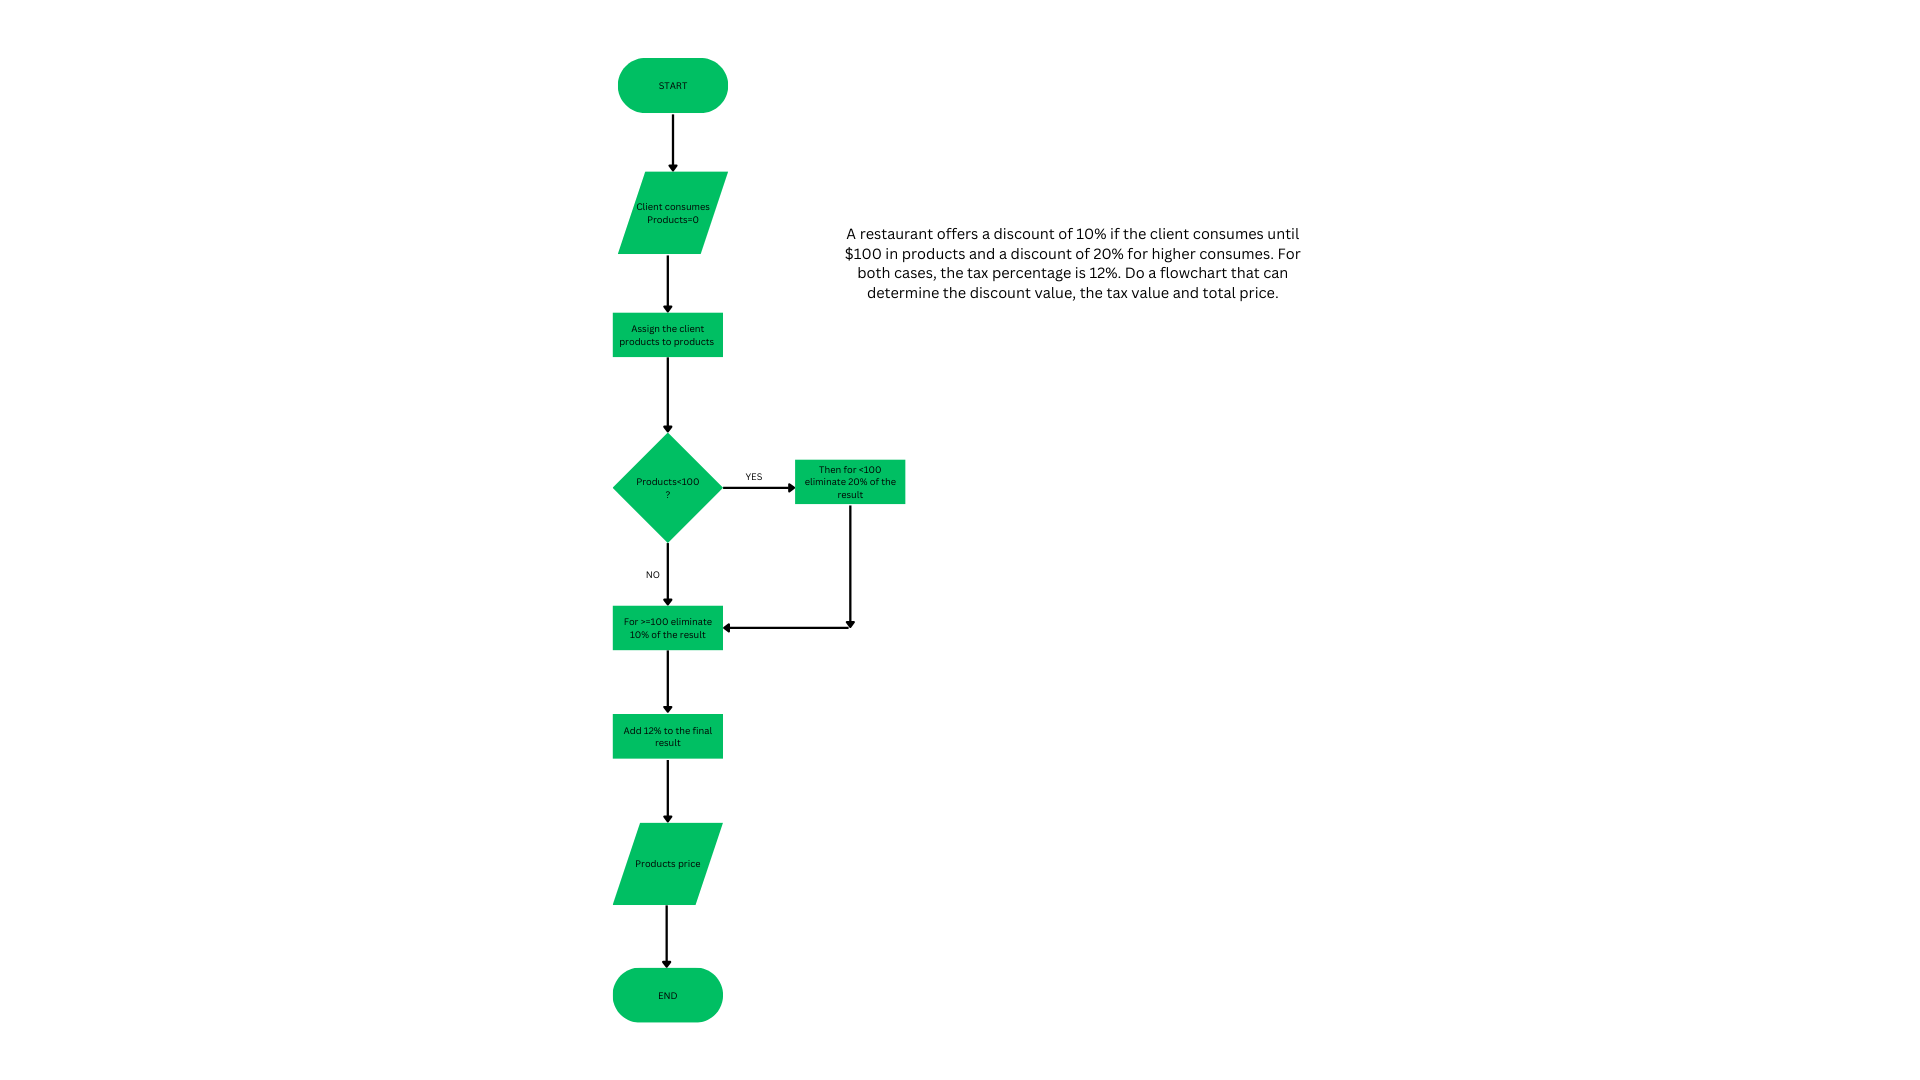 START
Client consumes
Products=0
A restaurant offers a discount of 10% if the client consumes until
$100 in products and a discount of 20% for higher consumes. For
both cases, the tax percentage is 12%. Do a flowchart that can
determine the discount value, the tax value and total price.
Assign the client
products to products
Products<100
?
YES
Then for <100
eliminate 20% of the
result
NO
For >=100 eliminate
10% of the result
Add 12% to the final
result
Products price
END